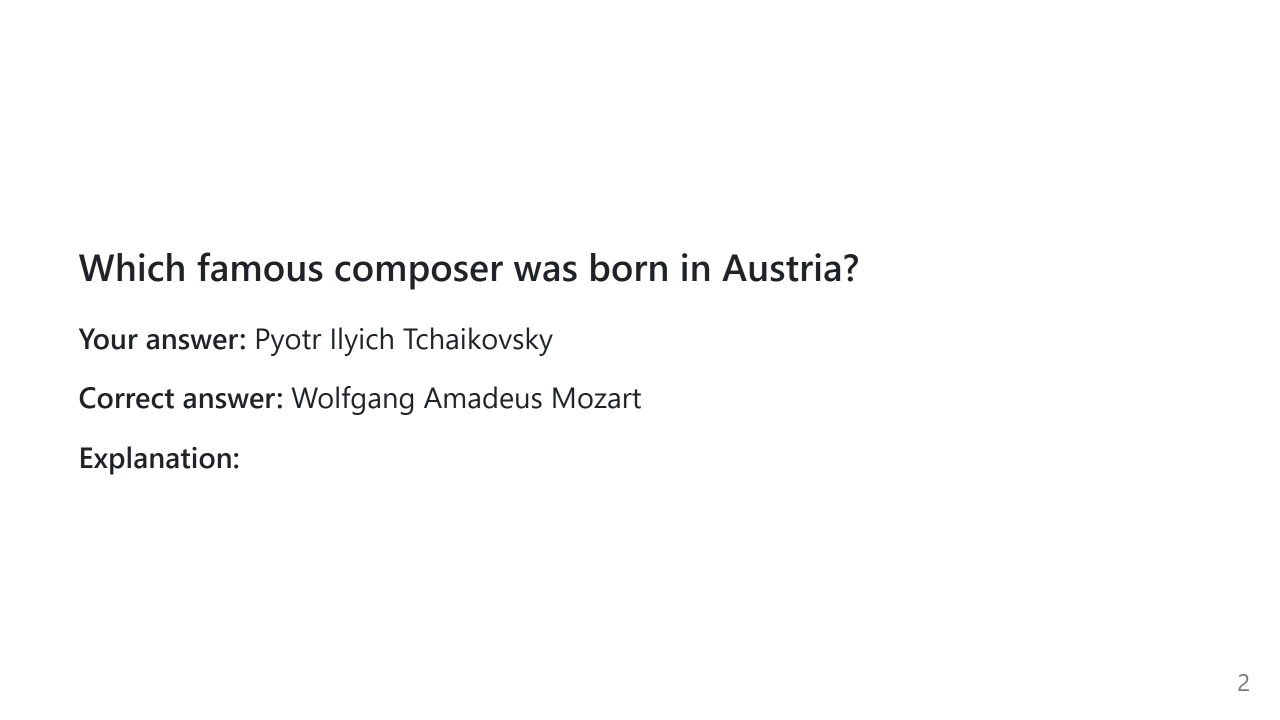 Which famous composer was born in Austria?
Your answer: Pyotr Ilyich Tchaikovsky
Correct answer: Wolfgang Amadeus Mozart
Explanation:
2